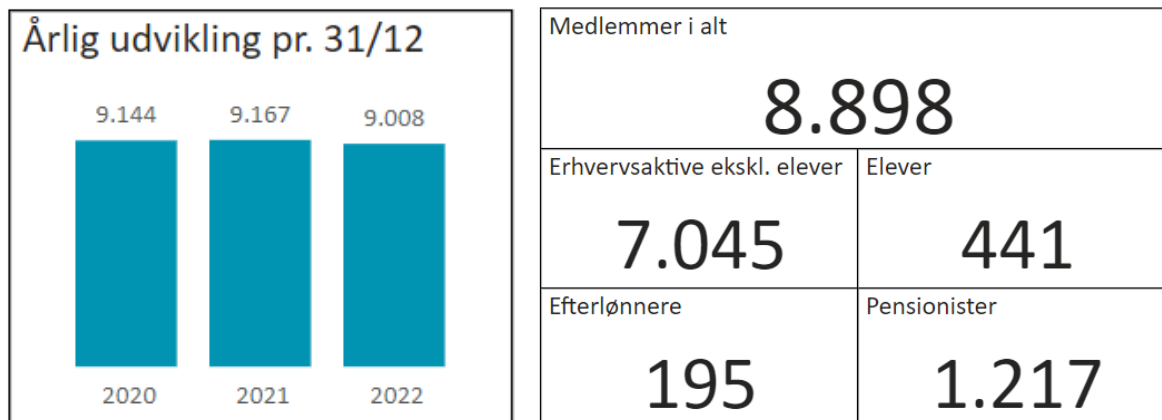 Årlig udvikling pr. 31/12
9.144 9.167 9.008
2020 2021 2022
Medlemmer i alt
8.898
Erhvervsaktive ekskl. elever
7.045
Elever
441
Efterlønnere
195
Pensionister
1.217